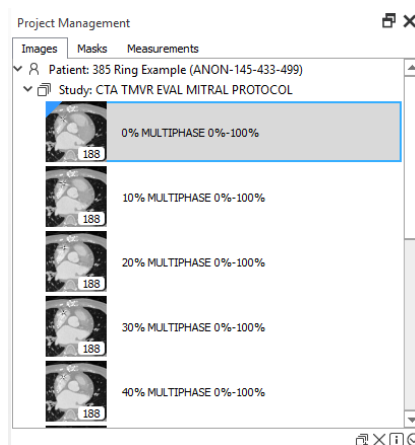 Project Management
Images Masks Measurements
Patient: 385 Ring Example (ANON-145-433-499)
Study: CTA TMVR EVAL MITRAL PROTOCOL
188
0% MULTIPHASE 0%-100%
188
10% MULTIPHASE 0%-100%
188
20% MULTIPHASE 0%-100%
188
30% MULTIPHASE 0%-100%
188
40% MULTIPHASE 0%-100%